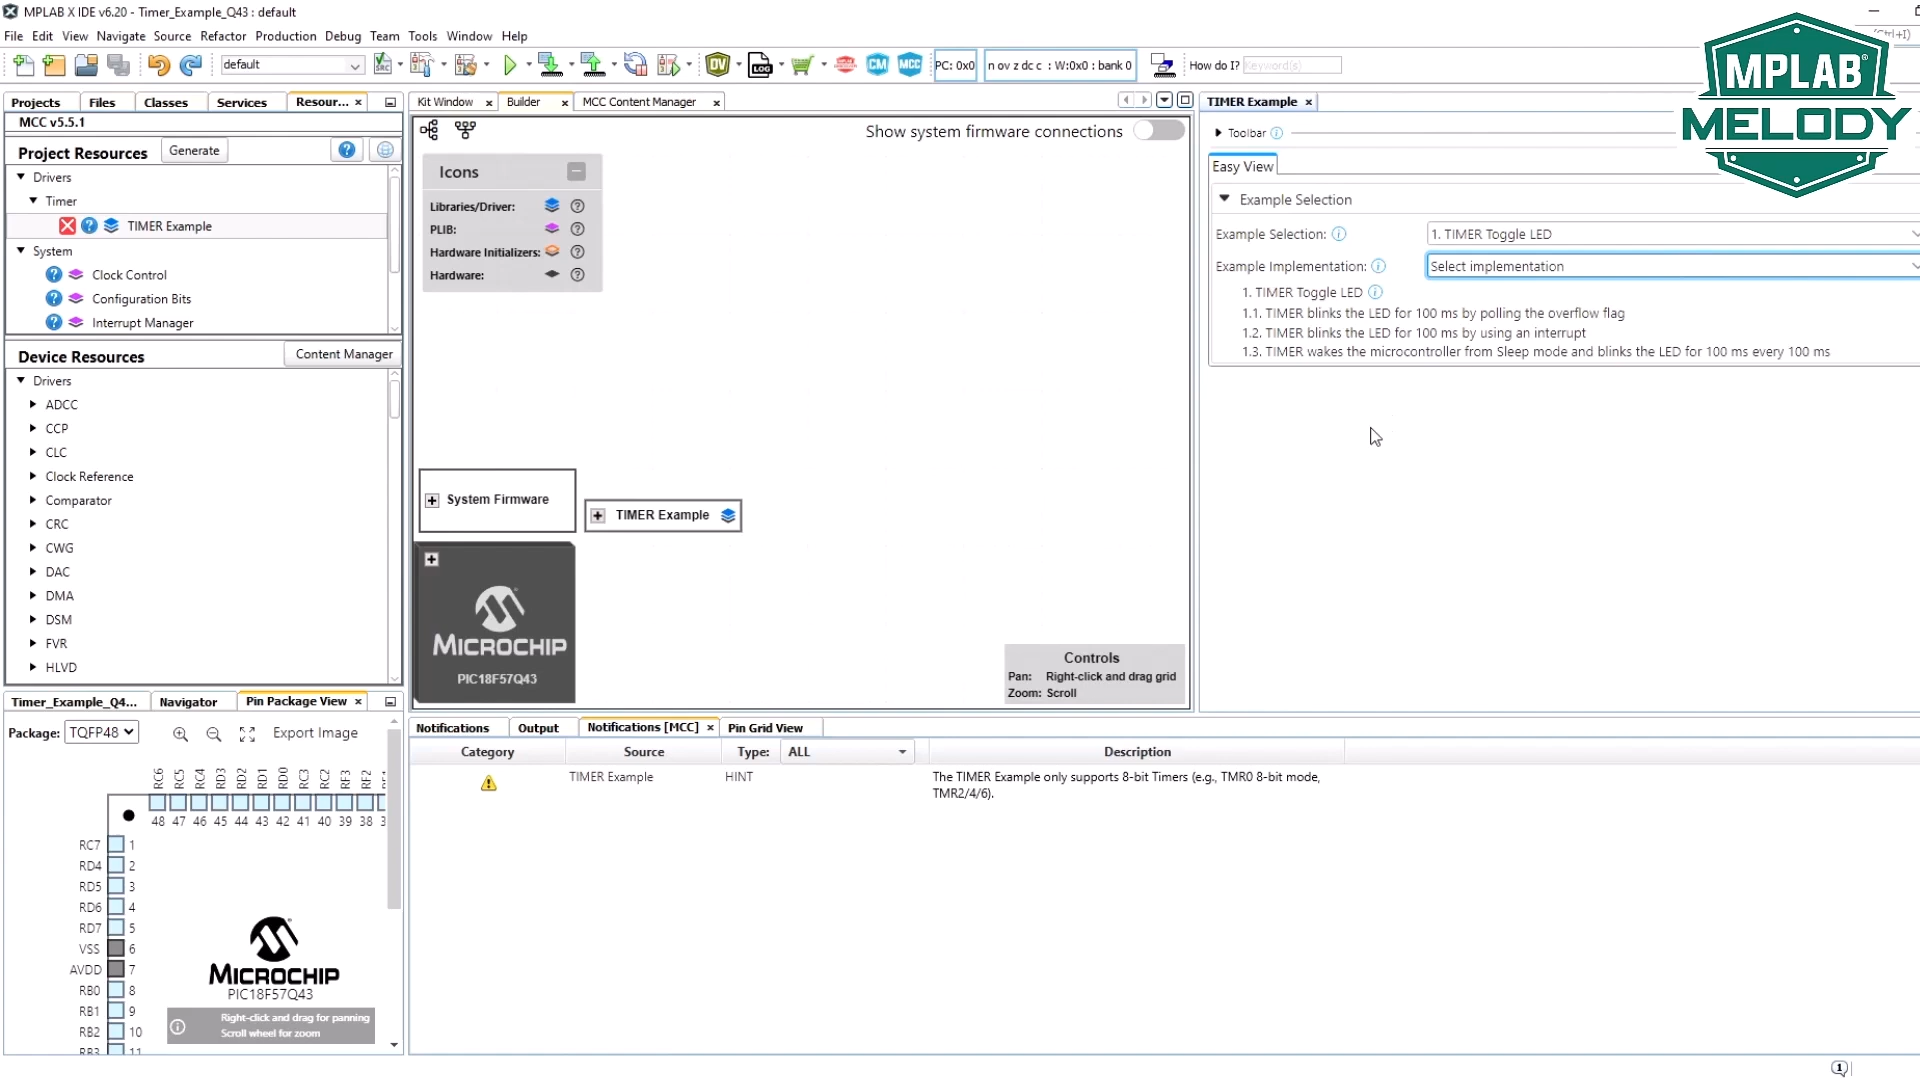 MPLAB X IDE v6.20 - Timer_Example_Q43 : default
File Edit View Navigate Source Refactor Production Debug Team Tools Window Help
(Ctrl+I)
default
PC: 0x0
n ov z dc c : W:0x0 : bank 0
How do I? Keyword(s)
MPLAB®
MELODY
Projects Files Classes Services Resour...
MCC v5.5.1
Project Resources Generate
Drivers
Timer
TIMER Example
System
Clock Control
Configuration Bits
Interrupt Manager
Device Resources Content Manager
Drivers
ADCC
CCP
CLC
Clock Reference
Comparator
CRC
CWG
DAC
DMA
DSM
FVR
HLVD
Kit Window Builder MCC Content Manager
Show system firmware connections
Icons
Libraries/Driver:
PLIB:
Hardware Initializers:
Hardware:
System Firmware
TIMER Example
MICROCHIP
PIC18F57Q43
Controls
Pan: Right-click and drag grid
Zoom: Scroll
TIMER Example
Toolbar
Easy View
Example Selection
Example Selection: 1. TIMER Toggle LED
Example Implementation: Select implementation
1. TIMER Toggle LED
1.1. TIMER blinks the LED for 100 ms by polling the overflow flag
1.2. TIMER blinks the LED for 100 ms by using an interrupt
1.3. TIMER wakes the microcontroller from Sleep mode and blinks the LED for 100 ms every 100 ms
Timer_Example_Q4... Navigator Pin Package View
Package: TQFP48 Export Image
RC6 RC5 RC4 RD3 RD2 RD1 RD0 RC3 RC2 RF3 RF2
48 47 46 45 44 43 42 41 40 39 38
RC7 1
RD4 2
RD5 3
RD6 4
RD7 5
VSS 6
AVDD 7
RB0 8
RB1 9
RB2 10
RB3 11
MICROCHIP
PIC18F57Q43
Right-click and drag for panning
Scroll wheel for zoom
Notifications Output Notifications [MCC] Pin Grid View
Category Source Type: ALL Description
TIMER Example HINT The TIMER Example only supports 8-bit Timers (e.g., TMR0 8-bit mode,
TMR2/4/6).
1